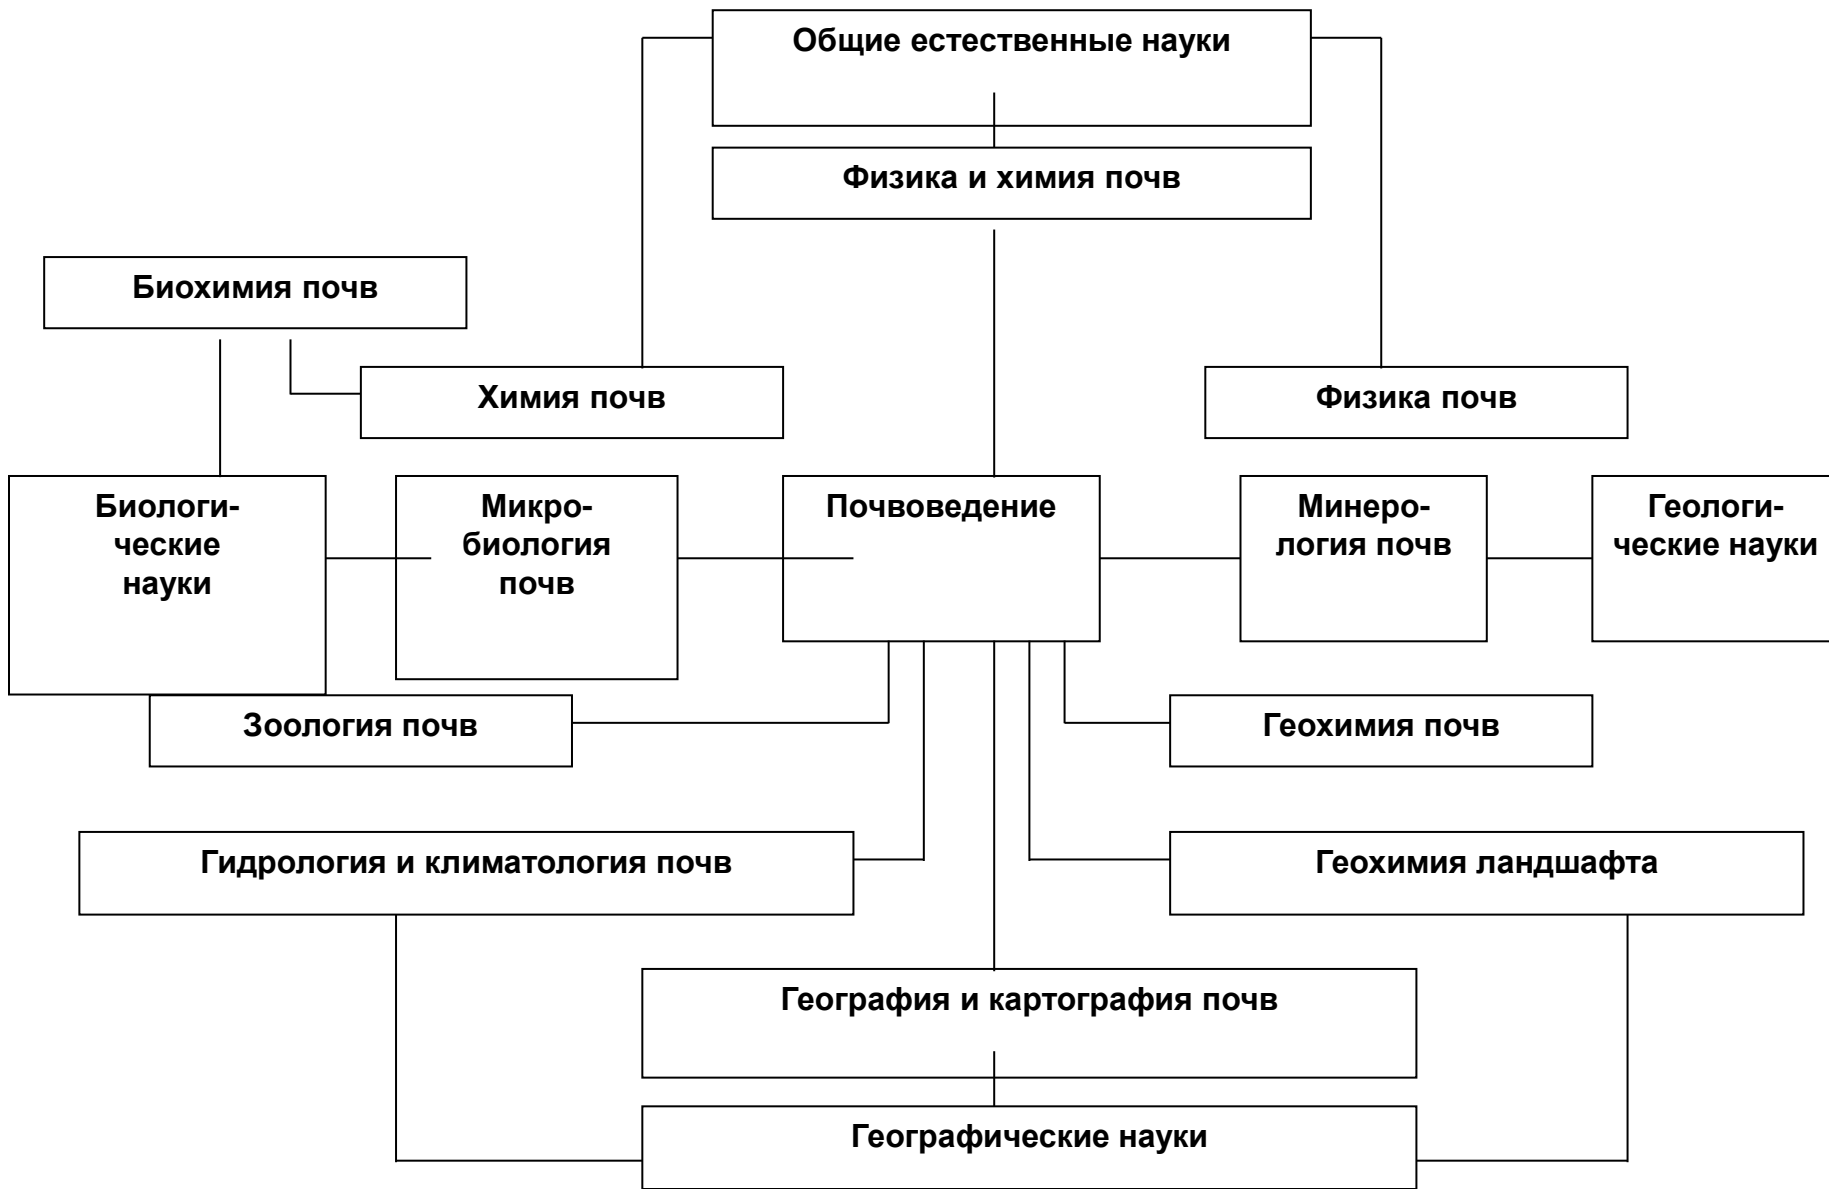 Общие естественные науки
Физика и химия почв
Биохимия почв
Химия почв
Физика почв
Биологи-
ческие
науки
Микро-
биология
почв
Почвоведение
Минеро-
логия почв
Геологи-
ческие науки
Зоология почв
Геохимия почв
Гидрология и климатология почв
Геохимия ландшафта
География и картография почв
Географические науки